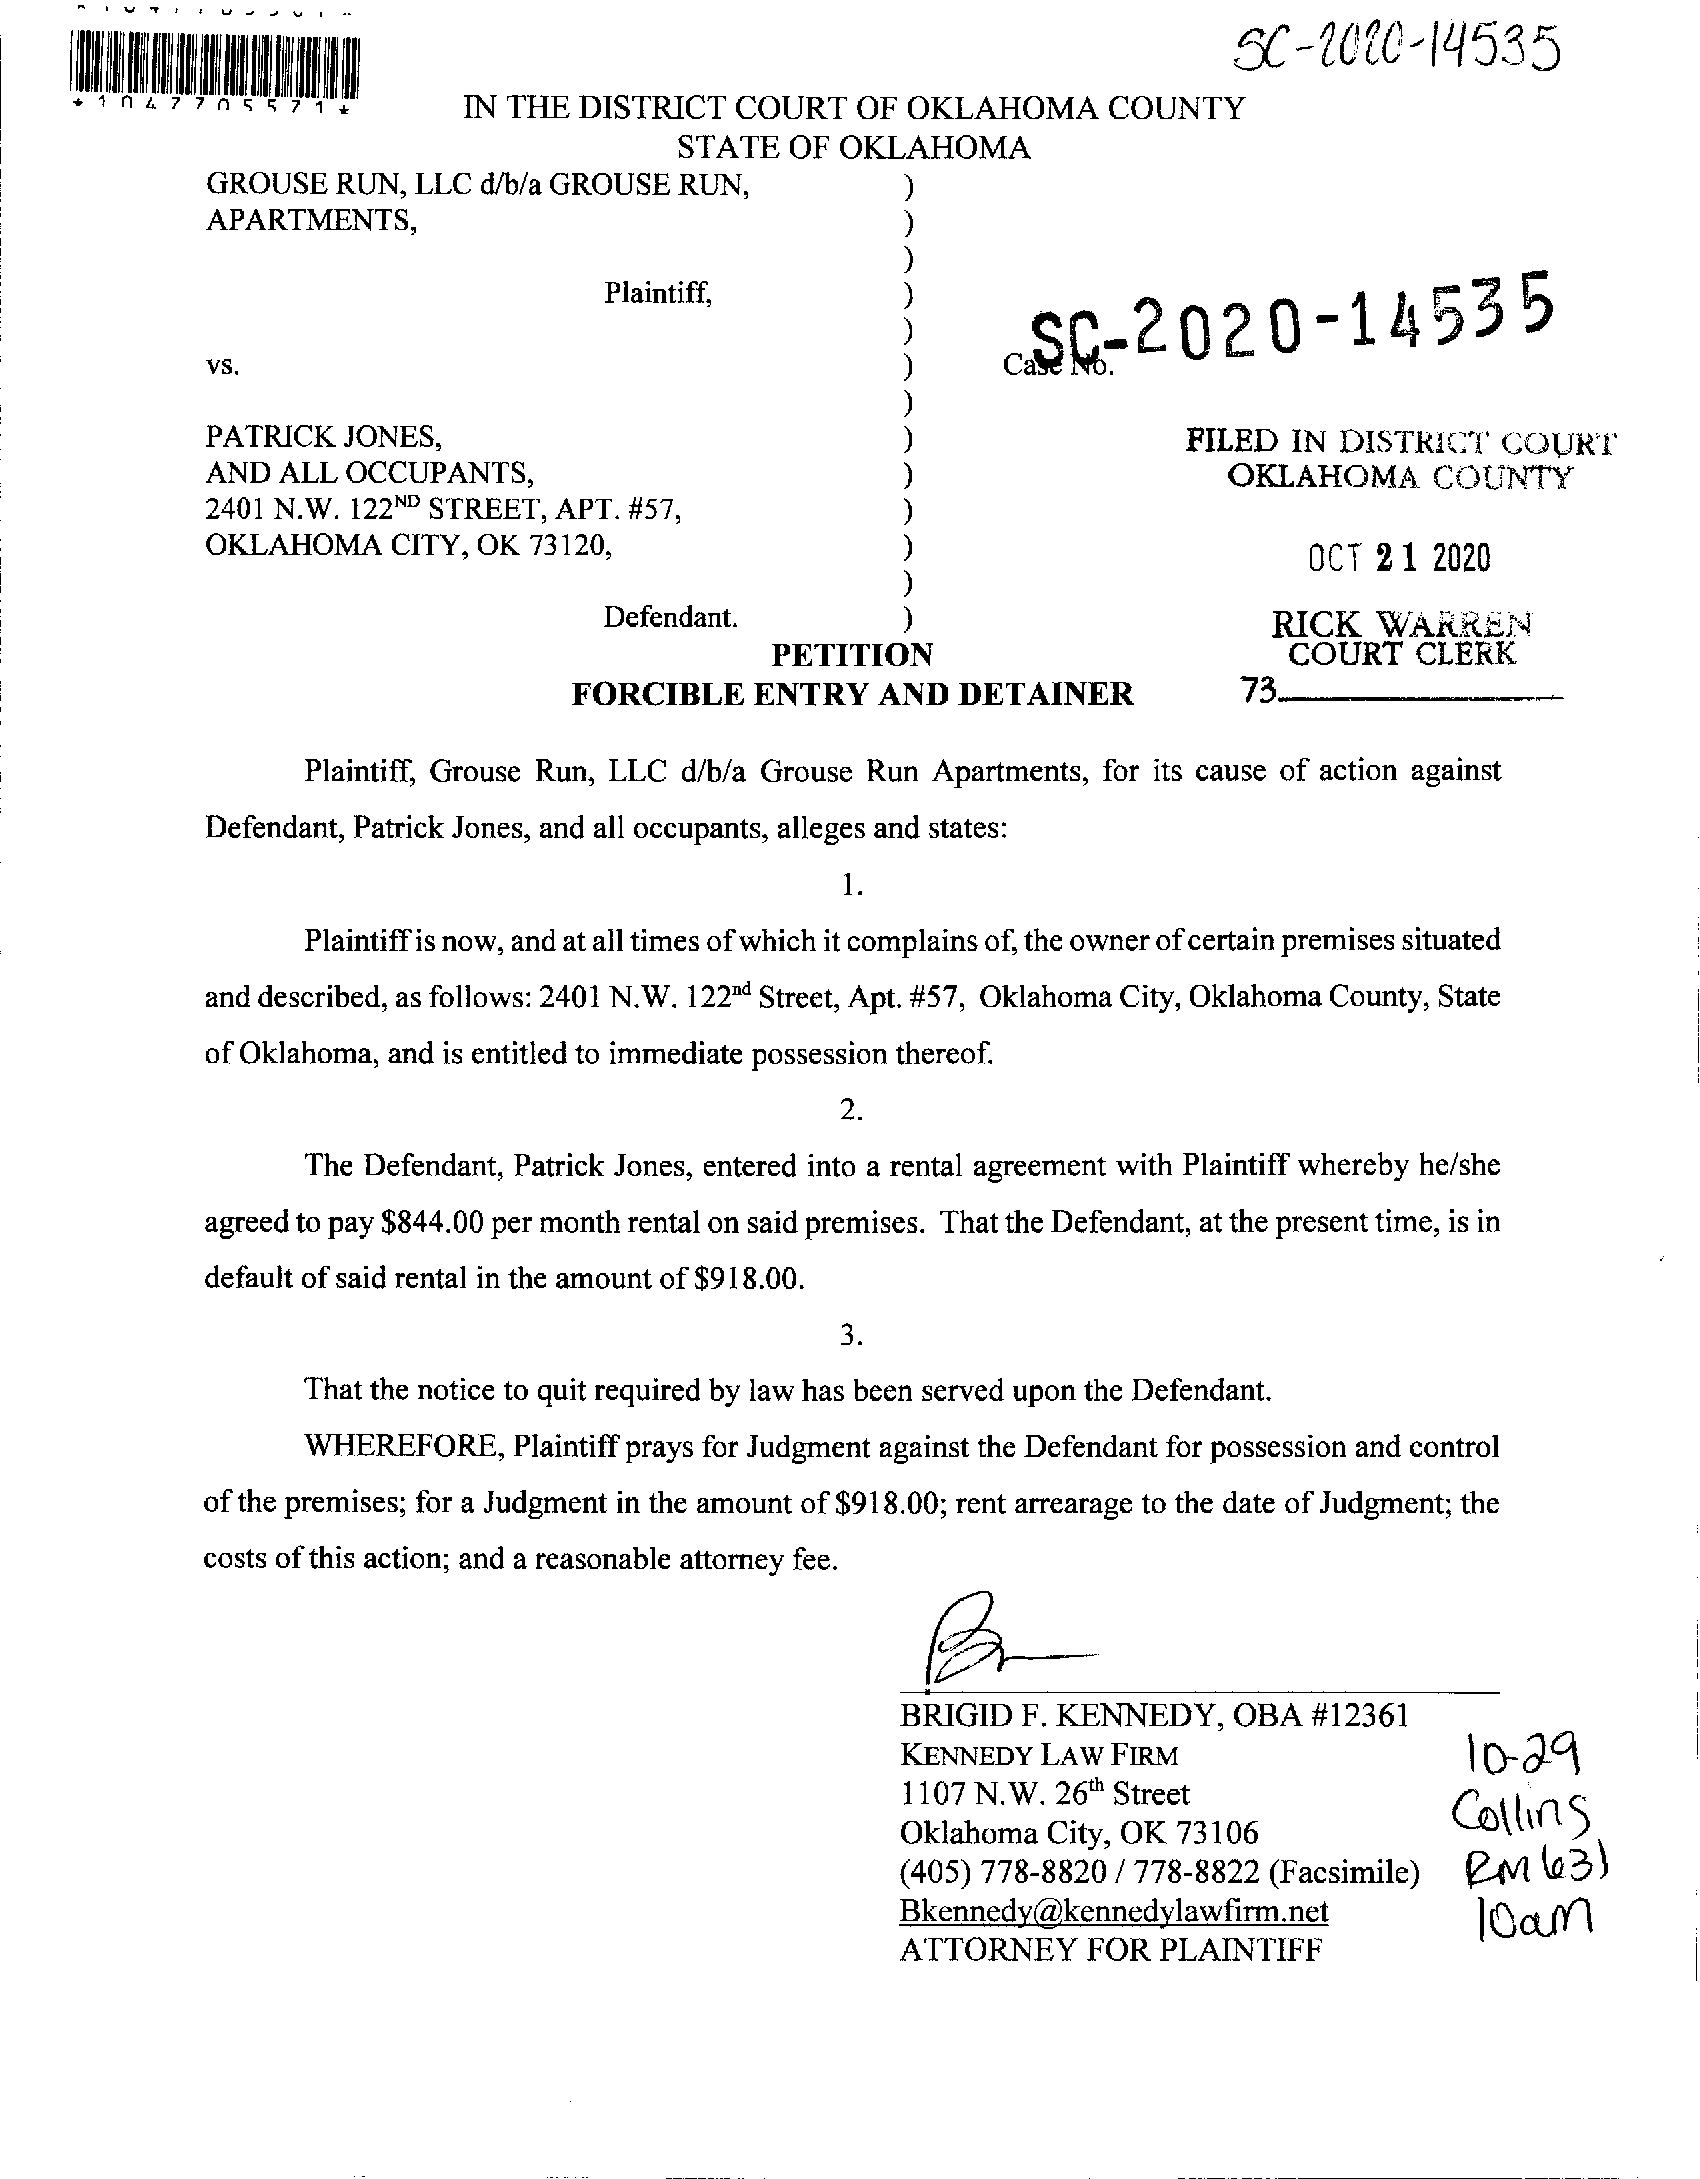 SC-2020-14535
*1047705571*
IN THE DISTRICT COURT OF OKLAHOMA COUNTY
STATE OF OKLAHOMA
GROUSE RUN, LLC d/b/a GROUSE RUN, )
APARTMENTS, )
)
Plaintiff, )
)
vs. ) Case No. SC-2020-14535
)
PATRICK JONES, ) FILED IN DISTRICT COURT
AND ALL OCCUPANTS, ) OKLAHOMA COUNTY
2401 N.W. 122ND STREET, APT. #57, )
OKLAHOMA CITY, OK 73120, ) OCT 21 2020
)
Defendant. ) RICK WARREN
PETITION COURT CLERK
FORCIBLE ENTRY AND DETAINER 73
Plaintiff, Grouse Run, LLC d/b/a Grouse Run Apartments, for its cause of action against
Defendant, Patrick Jones, and all occupants, alleges and states:
1.
Plaintiff is now, and at all times of which it complains of, the owner of certain premises situated
and described, as follows: 2401 N.W. 122nd Street, Apt. #57, Oklahoma City, Oklahoma County, State
of Oklahoma, and is entitled to immediate possession thereof.
2.
The Defendant, Patrick Jones, entered into a rental agreement with Plaintiff whereby he/she
agreed to pay $844.00 per month rental on said premises. That the Defendant, at the present time, is in
default of said rental in the amount of $918.00.
3.
That the notice to quit required by law has been served upon the Defendant.
WHEREFORE, Plaintiff prays for Judgment against the Defendant for possession and control
of the premises; for a Judgment in the amount of $918.00; rent arrearage to the date of Judgment; the
costs of this action; and a reasonable attorney fee.
BRIGID F. KENNEDY, OBA #12361
KENNEDY LAW FIRM
1107 N.W. 26th Street
Oklahoma City, OK 73106
(405) 778-8820 / 778-8822 (Facsimile)
Bkennedy@kennedylawfirm.net
ATTORNEY FOR PLAINTIFF
10-29
Collins
RM 631
10am